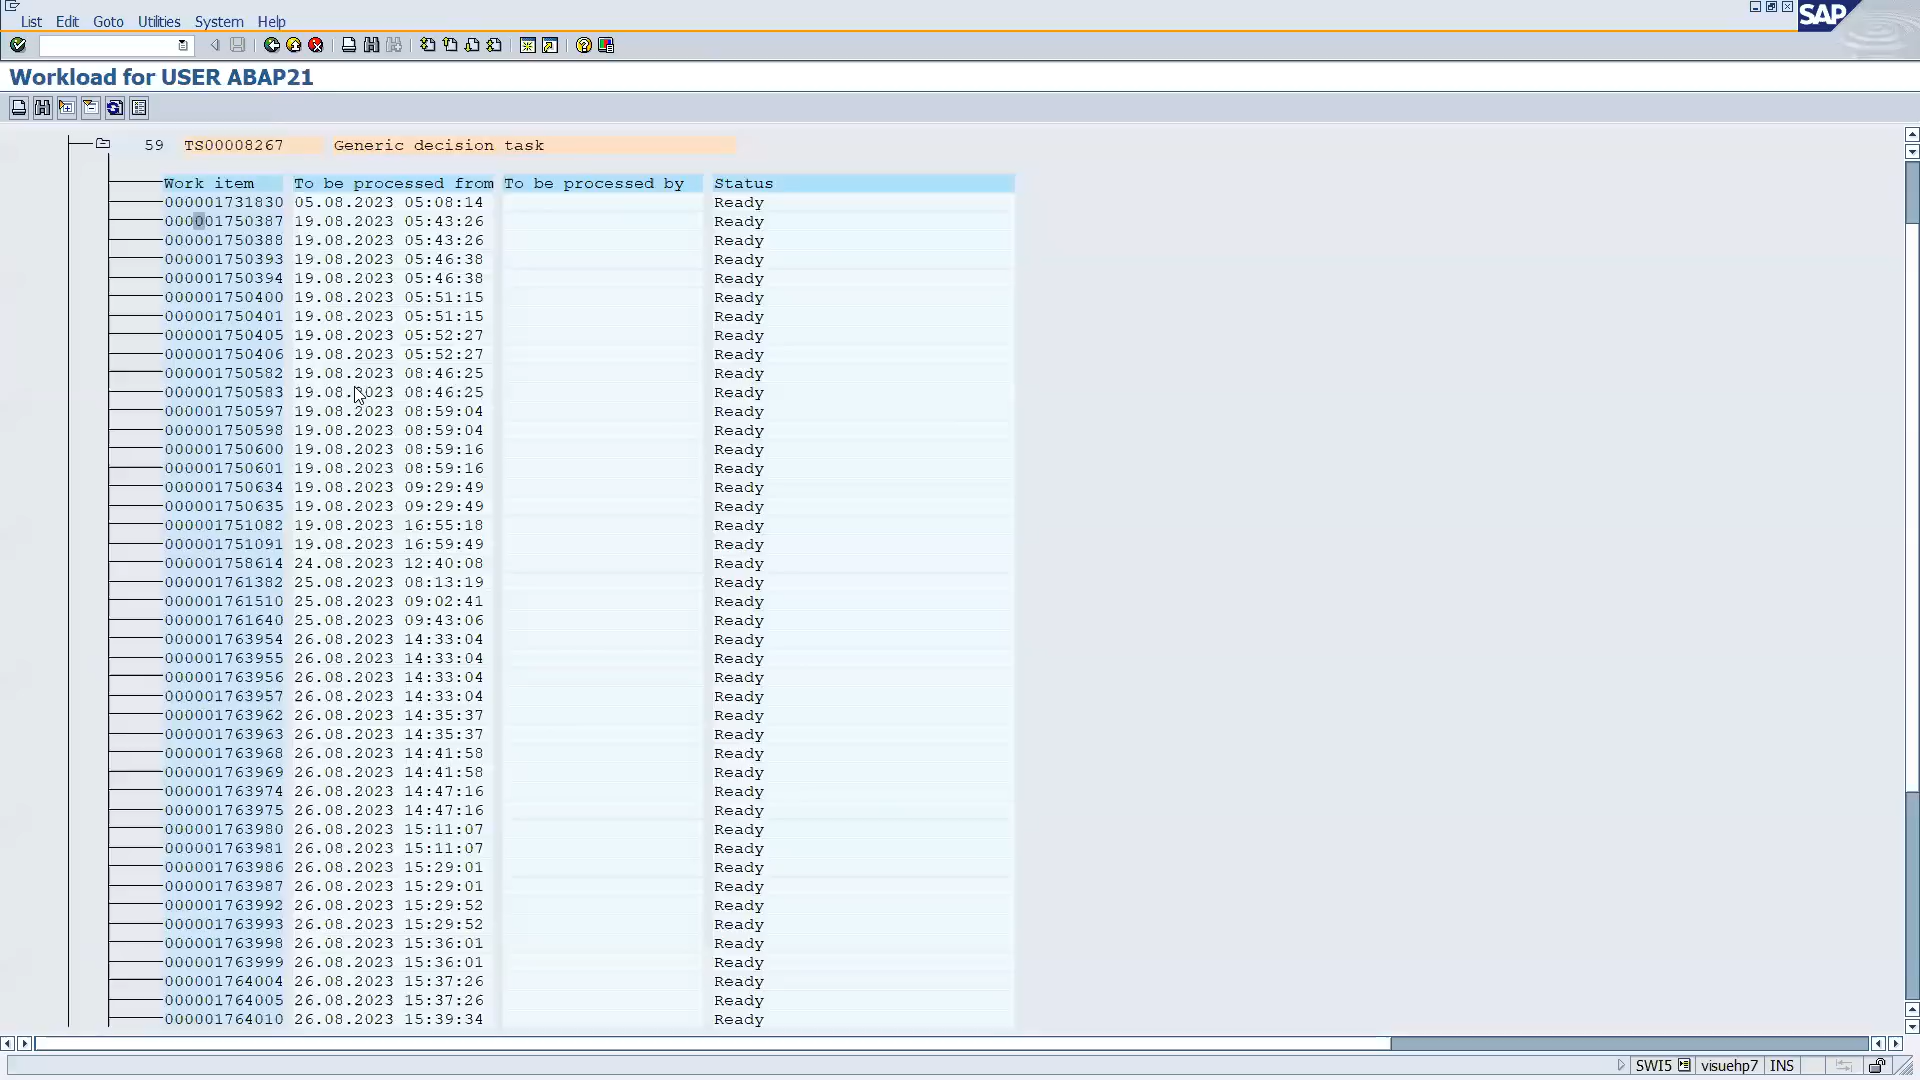 List Edit Goto Utilities System Help
SAP
Workload for USER ABAP21
59 TS00008267 Generic decision task
Work item To be processed from To be processed by Status
000001731830 05.08.2023 05:08:14 Ready
000001750387 19.08.2023 05:43:26 Ready
000001750388 19.08.2023 05:43:26 Ready
000001750393 19.08.2023 05:46:38 Ready
000001750394 19.08.2023 05:46:38 Ready
000001750400 19.08.2023 05:51:15 Ready
000001750401 19.08.2023 05:51:15 Ready
000001750405 19.08.2023 05:52:27 Ready
000001750406 19.08.2023 05:52:27 Ready
000001750582 19.08.2023 08:46:25 Ready
000001750583 19.08.2023 08:46:25 Ready
000001750597 19.08.2023 08:59:04 Ready
000001750598 19.08.2023 08:59:04 Ready
000001750600 19.08.2023 08:59:16 Ready
000001750601 19.08.2023 08:59:16 Ready
000001750634 19.08.2023 09:29:49 Ready
000001750635 19.08.2023 09:29:49 Ready
000001751082 19.08.2023 16:55:18 Ready
000001751091 19.08.2023 16:59:49 Ready
000001758614 24.08.2023 12:40:08 Ready
000001761382 25.08.2023 08:13:19 Ready
000001761510 25.08.2023 09:02:41 Ready
000001761640 25.08.2023 09:43:06 Ready
000001763954 26.08.2023 14:33:04 Ready
000001763955 26.08.2023 14:33:04 Ready
000001763956 26.08.2023 14:33:04 Ready
000001763957 26.08.2023 14:33:04 Ready
000001763962 26.08.2023 14:35:37 Ready
000001763963 26.08.2023 14:35:37 Ready
000001763968 26.08.2023 14:41:58 Ready
000001763969 26.08.2023 14:41:58 Ready
000001763974 26.08.2023 14:47:16 Ready
000001763975 26.08.2023 14:47:16 Ready
000001763980 26.08.2023 15:11:07 Ready
000001763981 26.08.2023 15:11:07 Ready
000001763986 26.08.2023 15:29:01 Ready
000001763987 26.08.2023 15:29:01 Ready
000001763992 26.08.2023 15:29:52 Ready
000001763993 26.08.2023 15:29:52 Ready
000001763998 26.08.2023 15:36:01 Ready
000001763999 26.08.2023 15:36:01 Ready
000001764004 26.08.2023 15:37:26 Ready
000001764005 26.08.2023 15:37:26 Ready
000001764010 26.08.2023 15:39:34 Ready
SWI5 visuehp7 INS